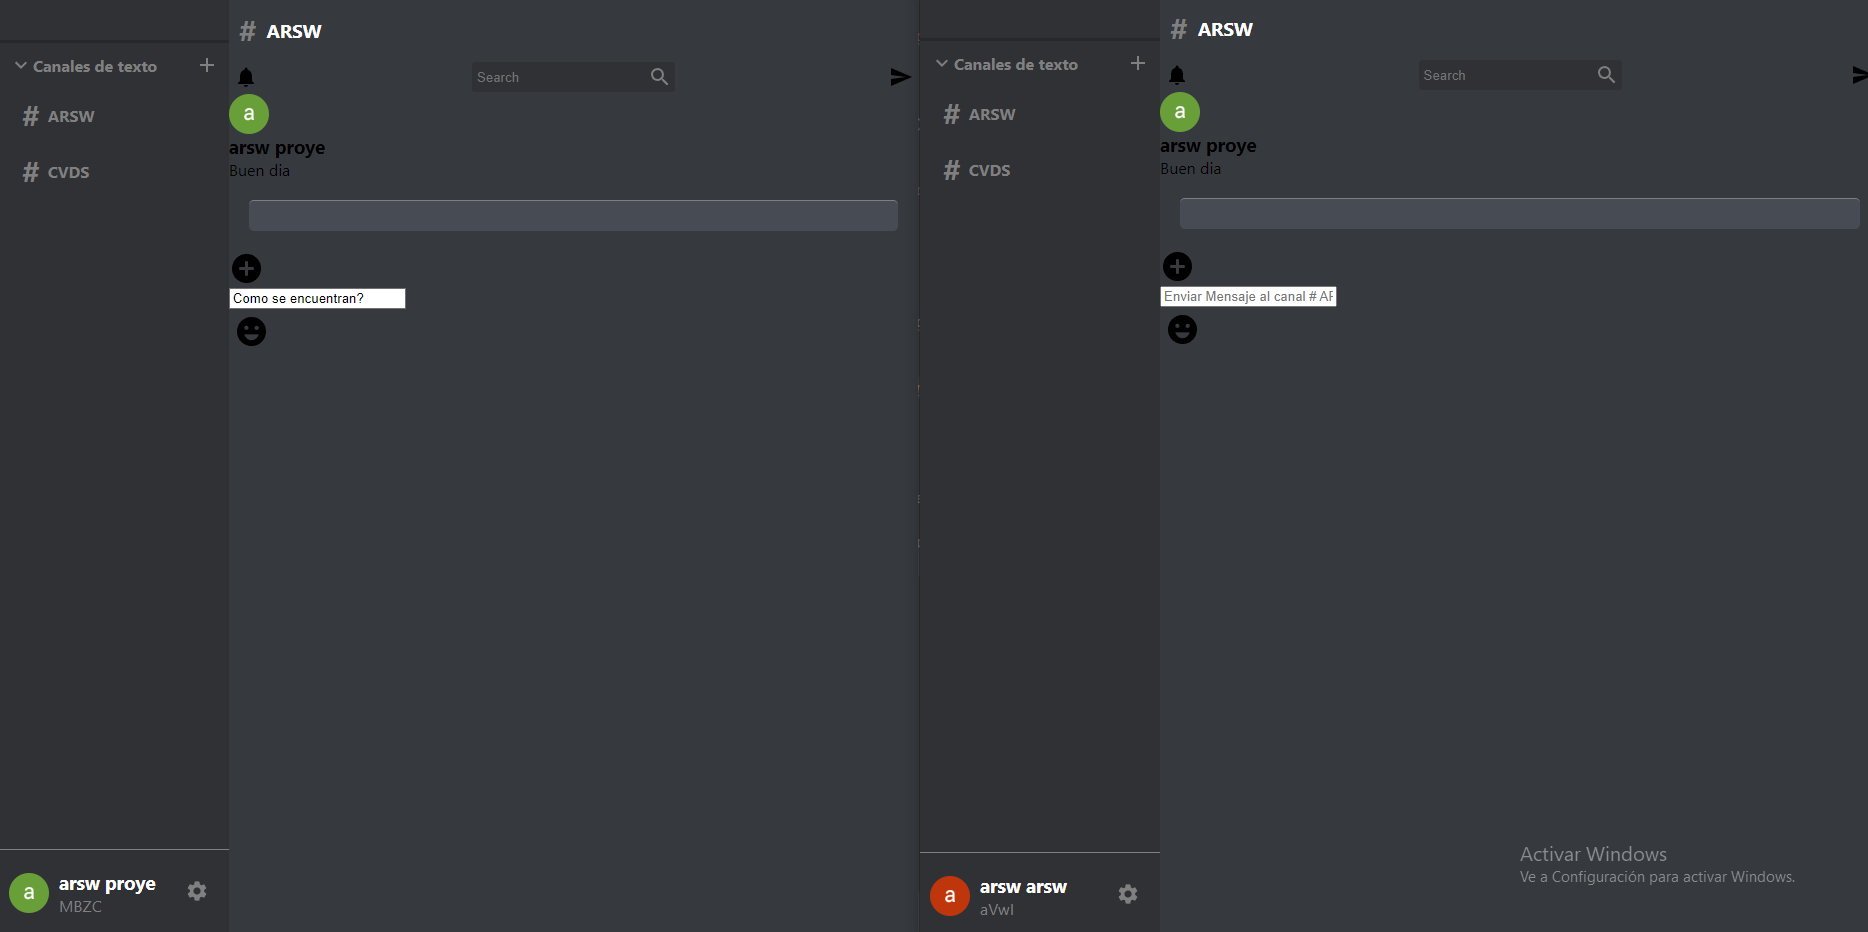 # ARSW
Canales de texto
Search
# ARSW
a
arsw proye
Buen dia
# CVDS
Como se encuentran?
a
arsw proye
MBZC
# ARSW
Canales de texto
Search
# ARSW
a
arsw proye
Buen dia
# CVDS
Enviar Mensaje al canal # AR
a
arsw arsw
aVwI
Activar Windows
Ve a Configuración para activar Windows.